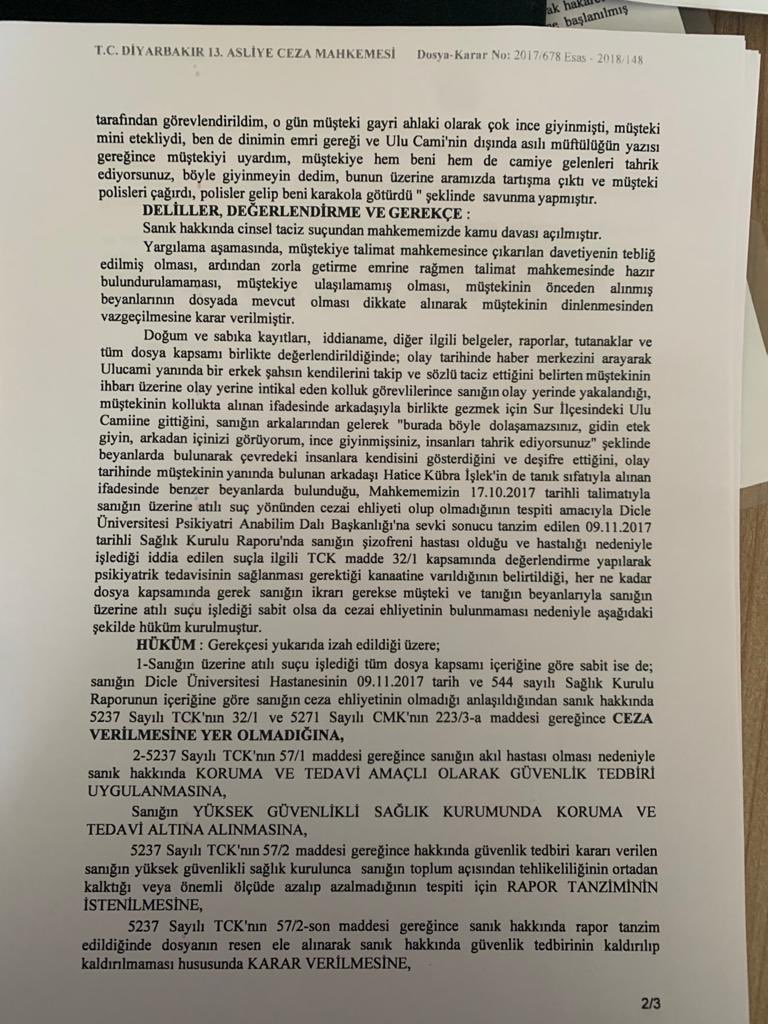 ak
başlanılmış
T.C. DİYARBAKIR 13. ASLİYE CEZA MAHKEMESİ Dosya-Karar No: 2017/678 Esas - 2018/148
tarafından görevlendirildim, o gün müşteki gayri ahlaki olarak çok ince giyinmişti, müşteki
mini etekliydi, ben de dinimin emri gereği ve Ulu Cami'nin dışında asılı müftülüğün yazısı
gereğince müştekiyi uyardım, müştekiye hem beni hem de camiye gelenleri tahrik
ediyorsunuz, böyle giyinmeyin dedim, bunun üzerine aramızda tartışma çıktı ve müşteki
polisleri çağırdı, polisler gelip beni karakola götürdü " şeklinde savunma yapmıştır.
DELİLLER, DEĞERLENDİRME VE GEREKÇE :
Sanık hakkında cinsel taciz suçundan mahkememizde kamu davası açılmıştır.
Yargılama aşamasında, müştekiye talimat mahkemesince çıkarılan davetiyenin tebliğ
edilmiş olması, ardından zorla getirme emrine rağmen talimat mahkemesinde hazır
bulundurulamaması, müştekiye ulaşılamamış olması, müştekinin önceden alınmış
beyanlarının dosyada mevcut olması dikkate alınarak müştekinin dinlenmesinden
vazgeçilmesine karar verilmiştir.
Doğum ve sabıka kayıtları, iddianame, diğer ilgili belgeler, raporlar, tutanaklar ve
tüm dosya kapsamı birlikte değerlendirildiğinde; olay tarihinde haber merkezini arayarak
Ulucami yanında bir erkek şahsın kendilerini takip ve sözlü taciz ettiğini belirten müştekinin
ihbarı üzerine olay yerine intikal eden kolluk görevlilerince sanığın olay yerinde yakalandığı,
müştekinin kollukta alınan ifadesinde arkadaşıyla birlikte gezmek için Sur İlçesindeki Ulu
Camiine gittiğini, sanığın arkalarından gelerek "burada böyle dolaşamazsınız, gidin etek
giyin, arkadan içinizi görüyorum, ince giyinmişsiniz, insanları tahrik ediyorsunuz" şeklinde
beyanlarda bulunarak çevredeki insanlara kendisini gösterdiğini ve deşifre ettiğini, olay
tarihinde müştekinin yanında bulunan arkadaşı Hatice Kübra İşlek'in de tanık sıfatıyla alınan
ifadesinde benzer beyanlarda bulunduğu, Mahkememizin 17.10.2017 tarihli talimatıyla
sanığın üzerine atılı suç yönünden cezai ehliyeti olup olmadığının tespiti amacıyla Dicle
Üniversitesi Psikiyatri Anabilim Dalı Başkanlığı'na sevki sonucu tanzim edilen 09.11.2017
tarihli Sağlık Kurulu Raporu'nda sanığın şizofreni hastası olduğu ve hastalığı nedeniyle
işlediği iddia edilen suçla ilgili TCK madde 32/1 kapsamında değerlendirme yapılarak
psikiyatrik tedavisinin sağlanması gerektiği kanaatine varıldığının belirtildiği, her ne kadar
dosya kapsamında gerek sanığın ikrarı gerekse müşteki ve tanığın beyanlarıyla sanığın
üzerine atılı suçu işlediği sabit olsa da cezai ehliyetinin bulunmaması nedeniyle aşağıdaki
şekilde hüküm kurulmuştur.
HÜKÜM : Gerekçesi yukarıda izah edildiği üzere;
1-Sanığın üzerine atılı suçu işlediği tüm dosya kapsamı içeriğine göre sabit ise de;
sanığın Dicle Üniversitesi Hastanesinin 09.11.2017 tarih ve 544 sayılı Sağlık Kurulu
Raporunun içeriğine göre sanığın ceza ehliyetinin olmadığı anlaşıldığından sanık hakkında
5237 Sayılı TCK'nın 32/1 ve 5271 Sayılı CMK'nın 223/3-a maddesi gereğince CEZA
VERİLMESİNE YER OLMADIĞINA,
2-5237 Sayılı TCK'nın 57/1 maddesi gereğince sanığın akıl hastası olması nedeniyle
sanık hakkında KORUMA VE TEDAVİ AMAÇLI OLARAK GÜVENLİK TEDBİRİ
UYGULANMASINA,
Sanığın YÜKSEK GÜVENLİKLİ SAĞLIK KURUMUNDA KORUMA VE
TEDAVİ ALTINA ALINMASINA,
5237 Sayılı TCK'nın 57/2 maddesi gereğince hakkında güvenlik tedbiri kararı verilen
sanığın yüksek güvenlikli sağlık kurulunca sanığın toplum açısından tehlikeliliğinin ortadan
kalktığı veya önemli ölçüde azalıp azalmadığının tespiti için RAPOR TANZİMİNİN
İSTENİLMESİNE,
5237 Sayılı TCK'nın 57/2-son maddesi gereğince sanık hakkında rapor tanzim
edildiğinde dosyanın resen ele alınarak sanık hakkında güvenlik tedbirinin kaldırılıp
kaldırılmaması hususunda KARAR VERİLMESİNE,
2/3